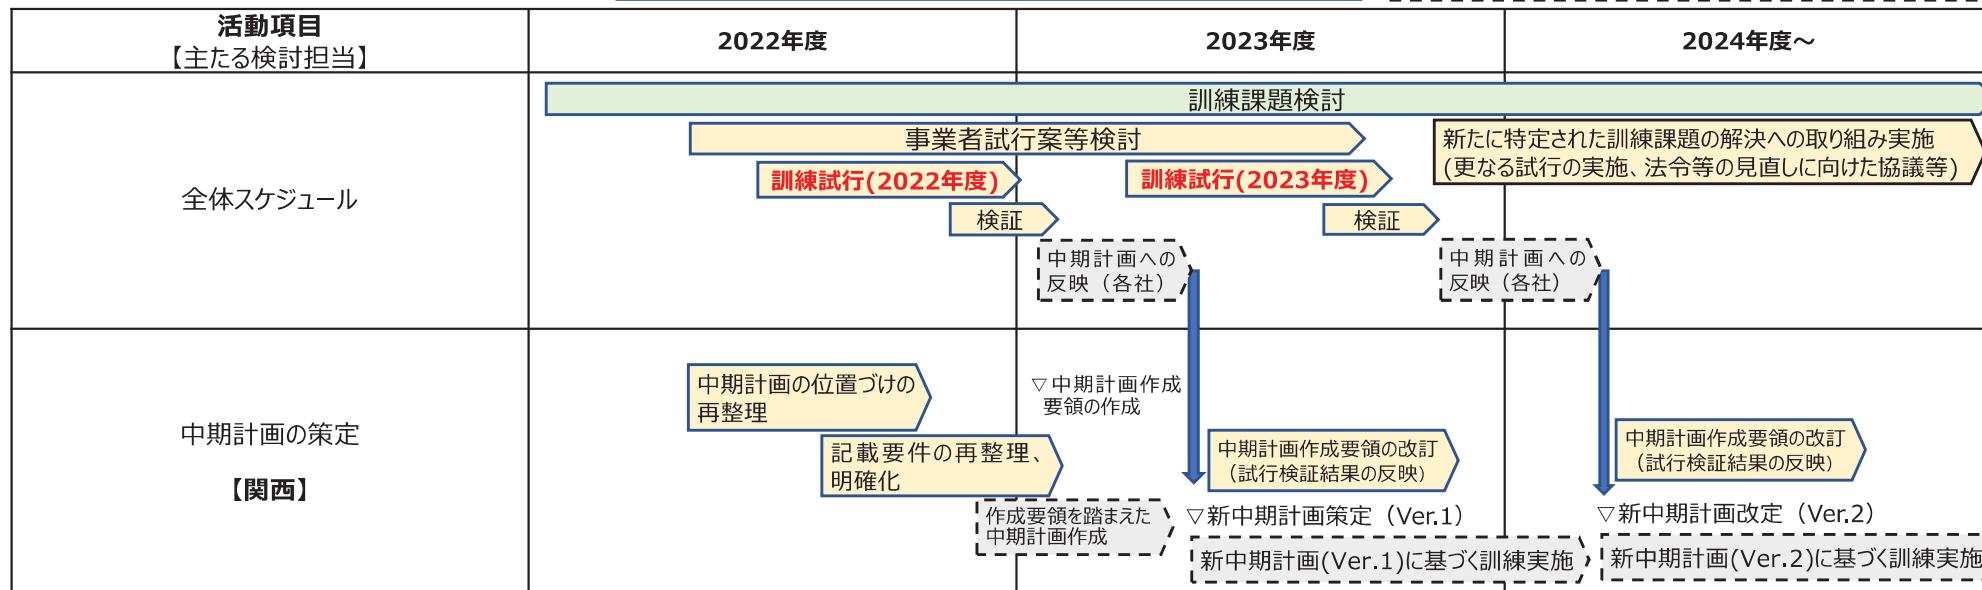 活動項目
【主たる検討担当】
2022年度
2023年度
2024年度～
全体スケジュール
訓練課題検討
事業者試行案等検討
新たに特定された訓練課題の解決への取り組み実施
(更なる試行の実施、法令等の見直しに向けた協議等)
訓練試行(2022年度)
訓練試行(2023年度)
検証
検証
中期計画への
反映（各社）
中期計画への
反映（各社）
中期計画の策定
【関西】
中期計画の位置づけの
再整理
▽中期計画作成
要領の作成
記載要件の再整理、
明確化
中期計画作成要領の改訂
（試行検証結果の反映）
中期計画作成要領の改訂
（試行検証結果の反映）
作成要領を踏まえた
中期計画作成
▽新中期計画策定（Ver.1）
▽新中期計画改定（Ver.2）
新中期計画(Ver.1)に基づく訓練実施
新中期計画(Ver.2)に基づく訓練実施